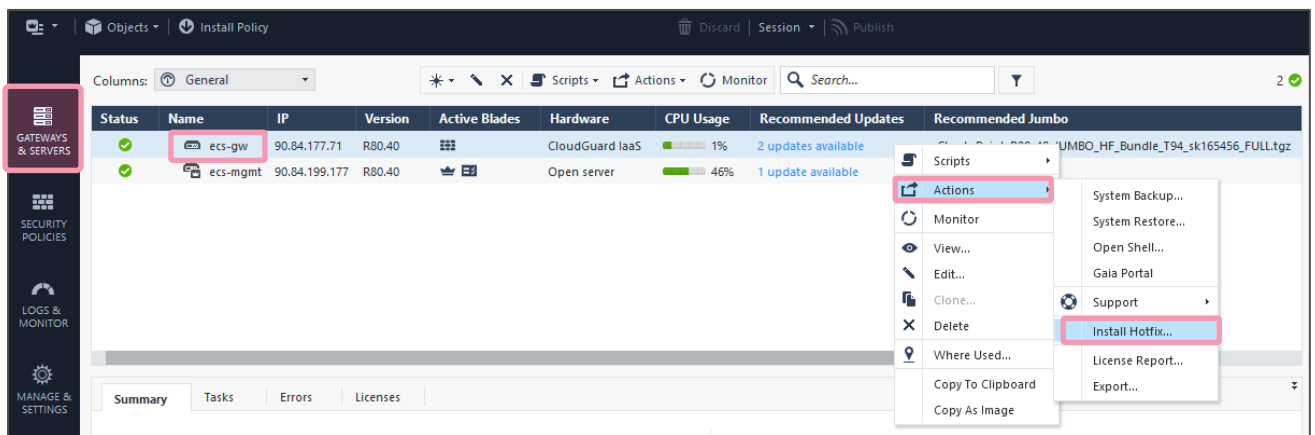 Objects
Install Policy
Discard
Session
Publish
Columns: General
Scripts
Actions
Monitor
Search...
2
GATEWAYS
& SERVERS
SECURITY
POLICIES
LOGS &
MONITOR
MANAGE &
SETTINGS
Status Name IP Version Active Blades Hardware CPU Usage Recommended Updates Recommended Jumbo
ecs-gw 90.84.177.71 R80.40 CloudGuard IaaS 1% 2 updates available JUMBO_HF_Bundle_T94_sk165456_FULL.tgz
ecs-mgmt 90.84.199.177 R80.40 Open server 46% 1 update available
Scripts
Actions
Monitor
View...
Edit...
Clone...
Delete
Where Used...
Copy To Clipboard
Copy As Image
System Backup...
System Restore...
Open Shell...
Gaia Portal
Support
Install Hotfix...
License Report...
Export...
Summary Tasks Errors Licenses